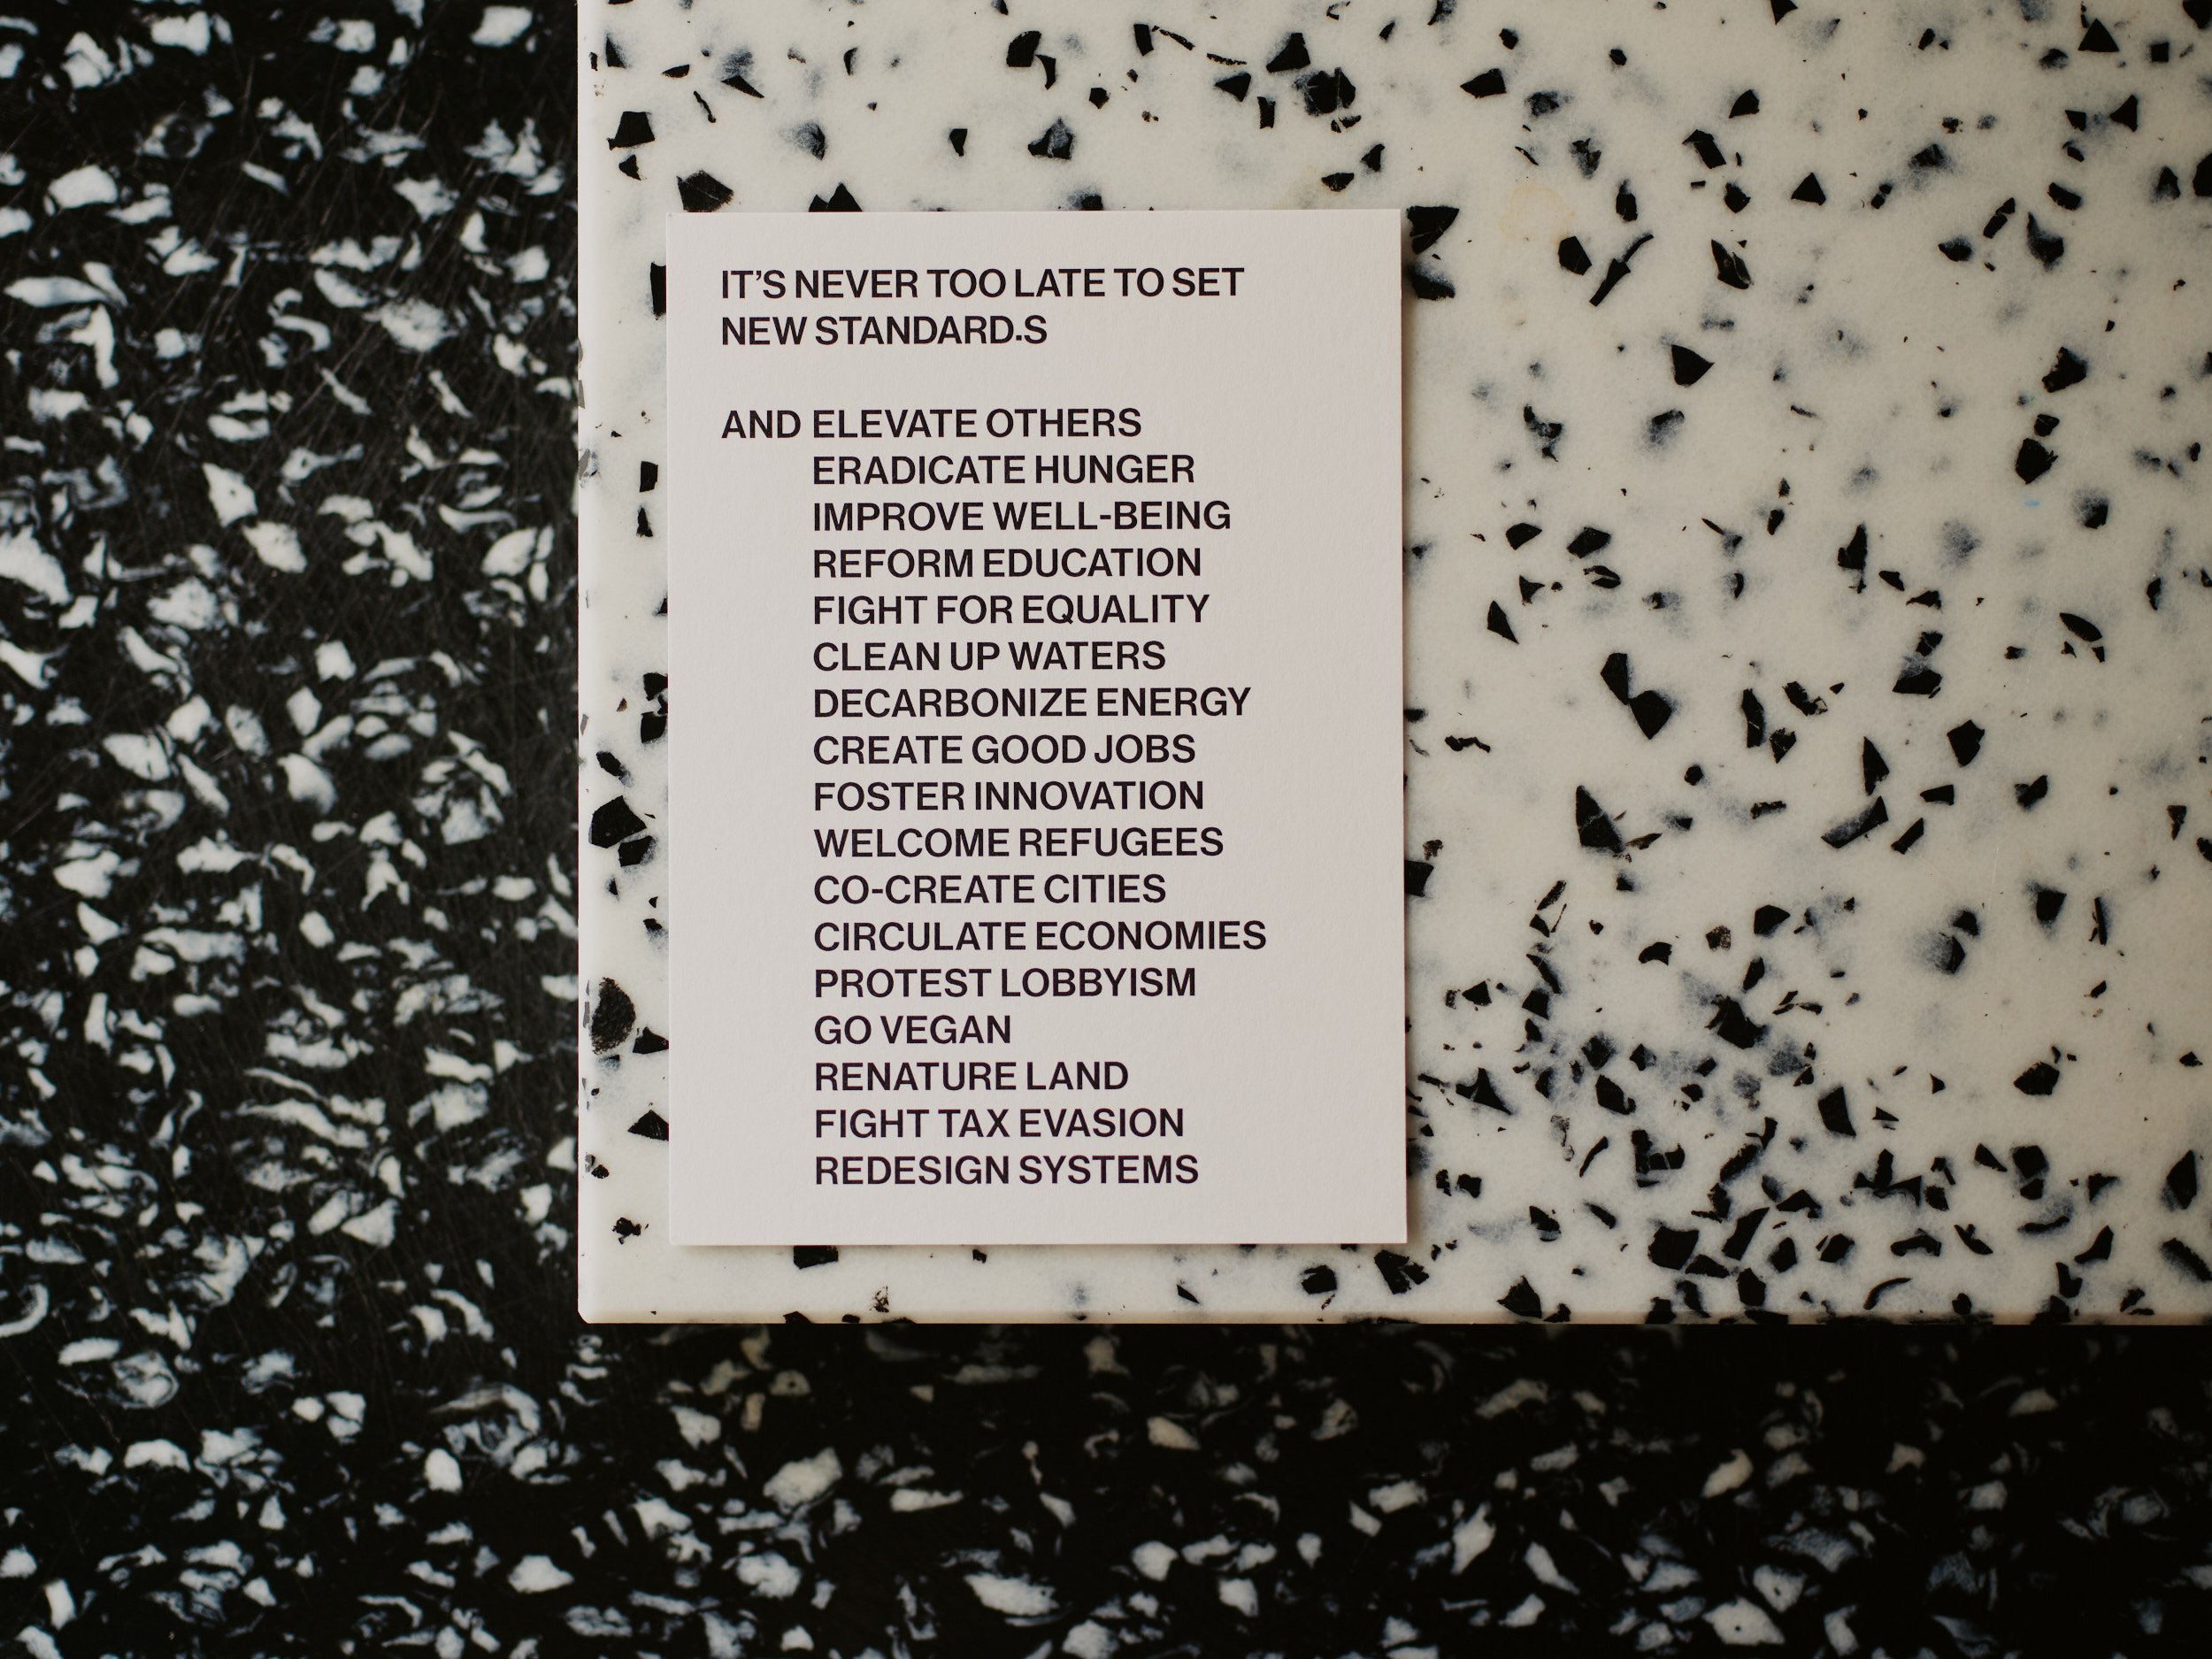 IT’S NEVER TOO LATE TO SET
NEW STANDARD.S
AND ELEVATE OTHERS
ERADICATE HUNGER
IMPROVE WELL-BEING
REFORM EDUCATION
FIGHT FOR EQUALITY
CLEAN UP WATERS
DECARBONIZE ENERGY
CREATE GOOD JOBS
FOSTER INNOVATION
WELCOME REFUGEES
CO-CREATE CITIES
CIRCULATE ECONOMIES
PROTEST LOBBYISM
GO VEGAN
RENATURE LAND
FIGHT TAX EVASION
REDESIGN SYSTEMS